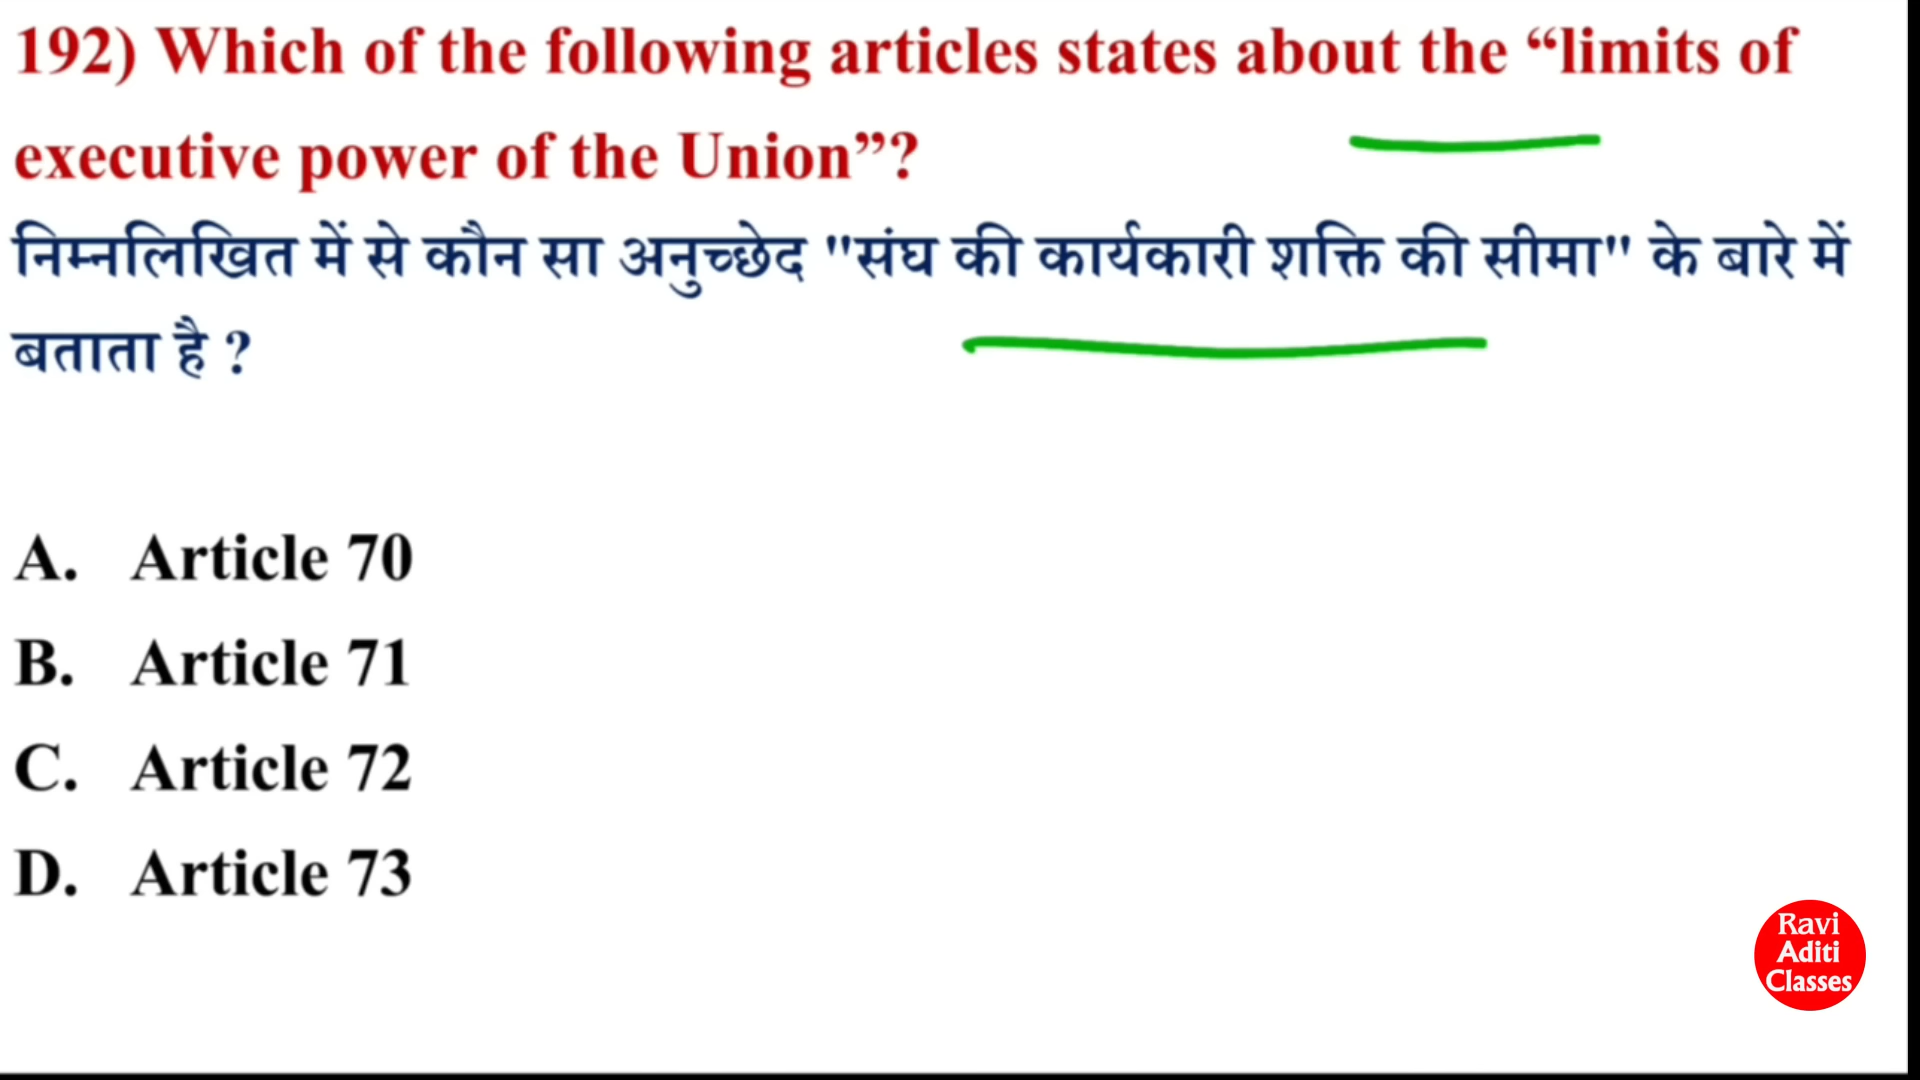 192) Which of the following articles states about the “limits of
executive power of the Union”?
निम्नलिखित में से कौन सा अनुच्छेद "संघ की कार्यकारी शक्ति की सीमा" के बारे में
बताता है ?
A. Article 70
B. Article 71
C. Article 72
D. Article 73
Ravi
Aditi
Classes